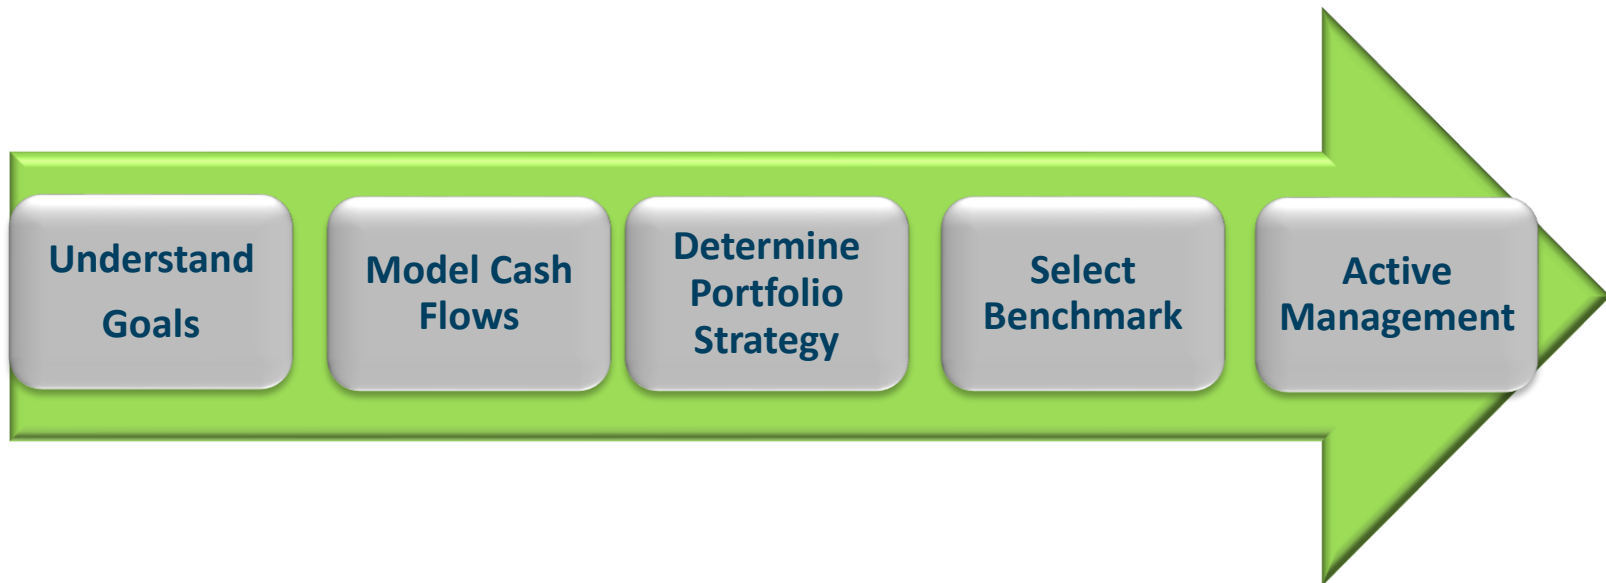 Understand
Goals
Model Cash
Flows
Determine
Portfolio
Strategy
Select
Benchmark
Active
Management